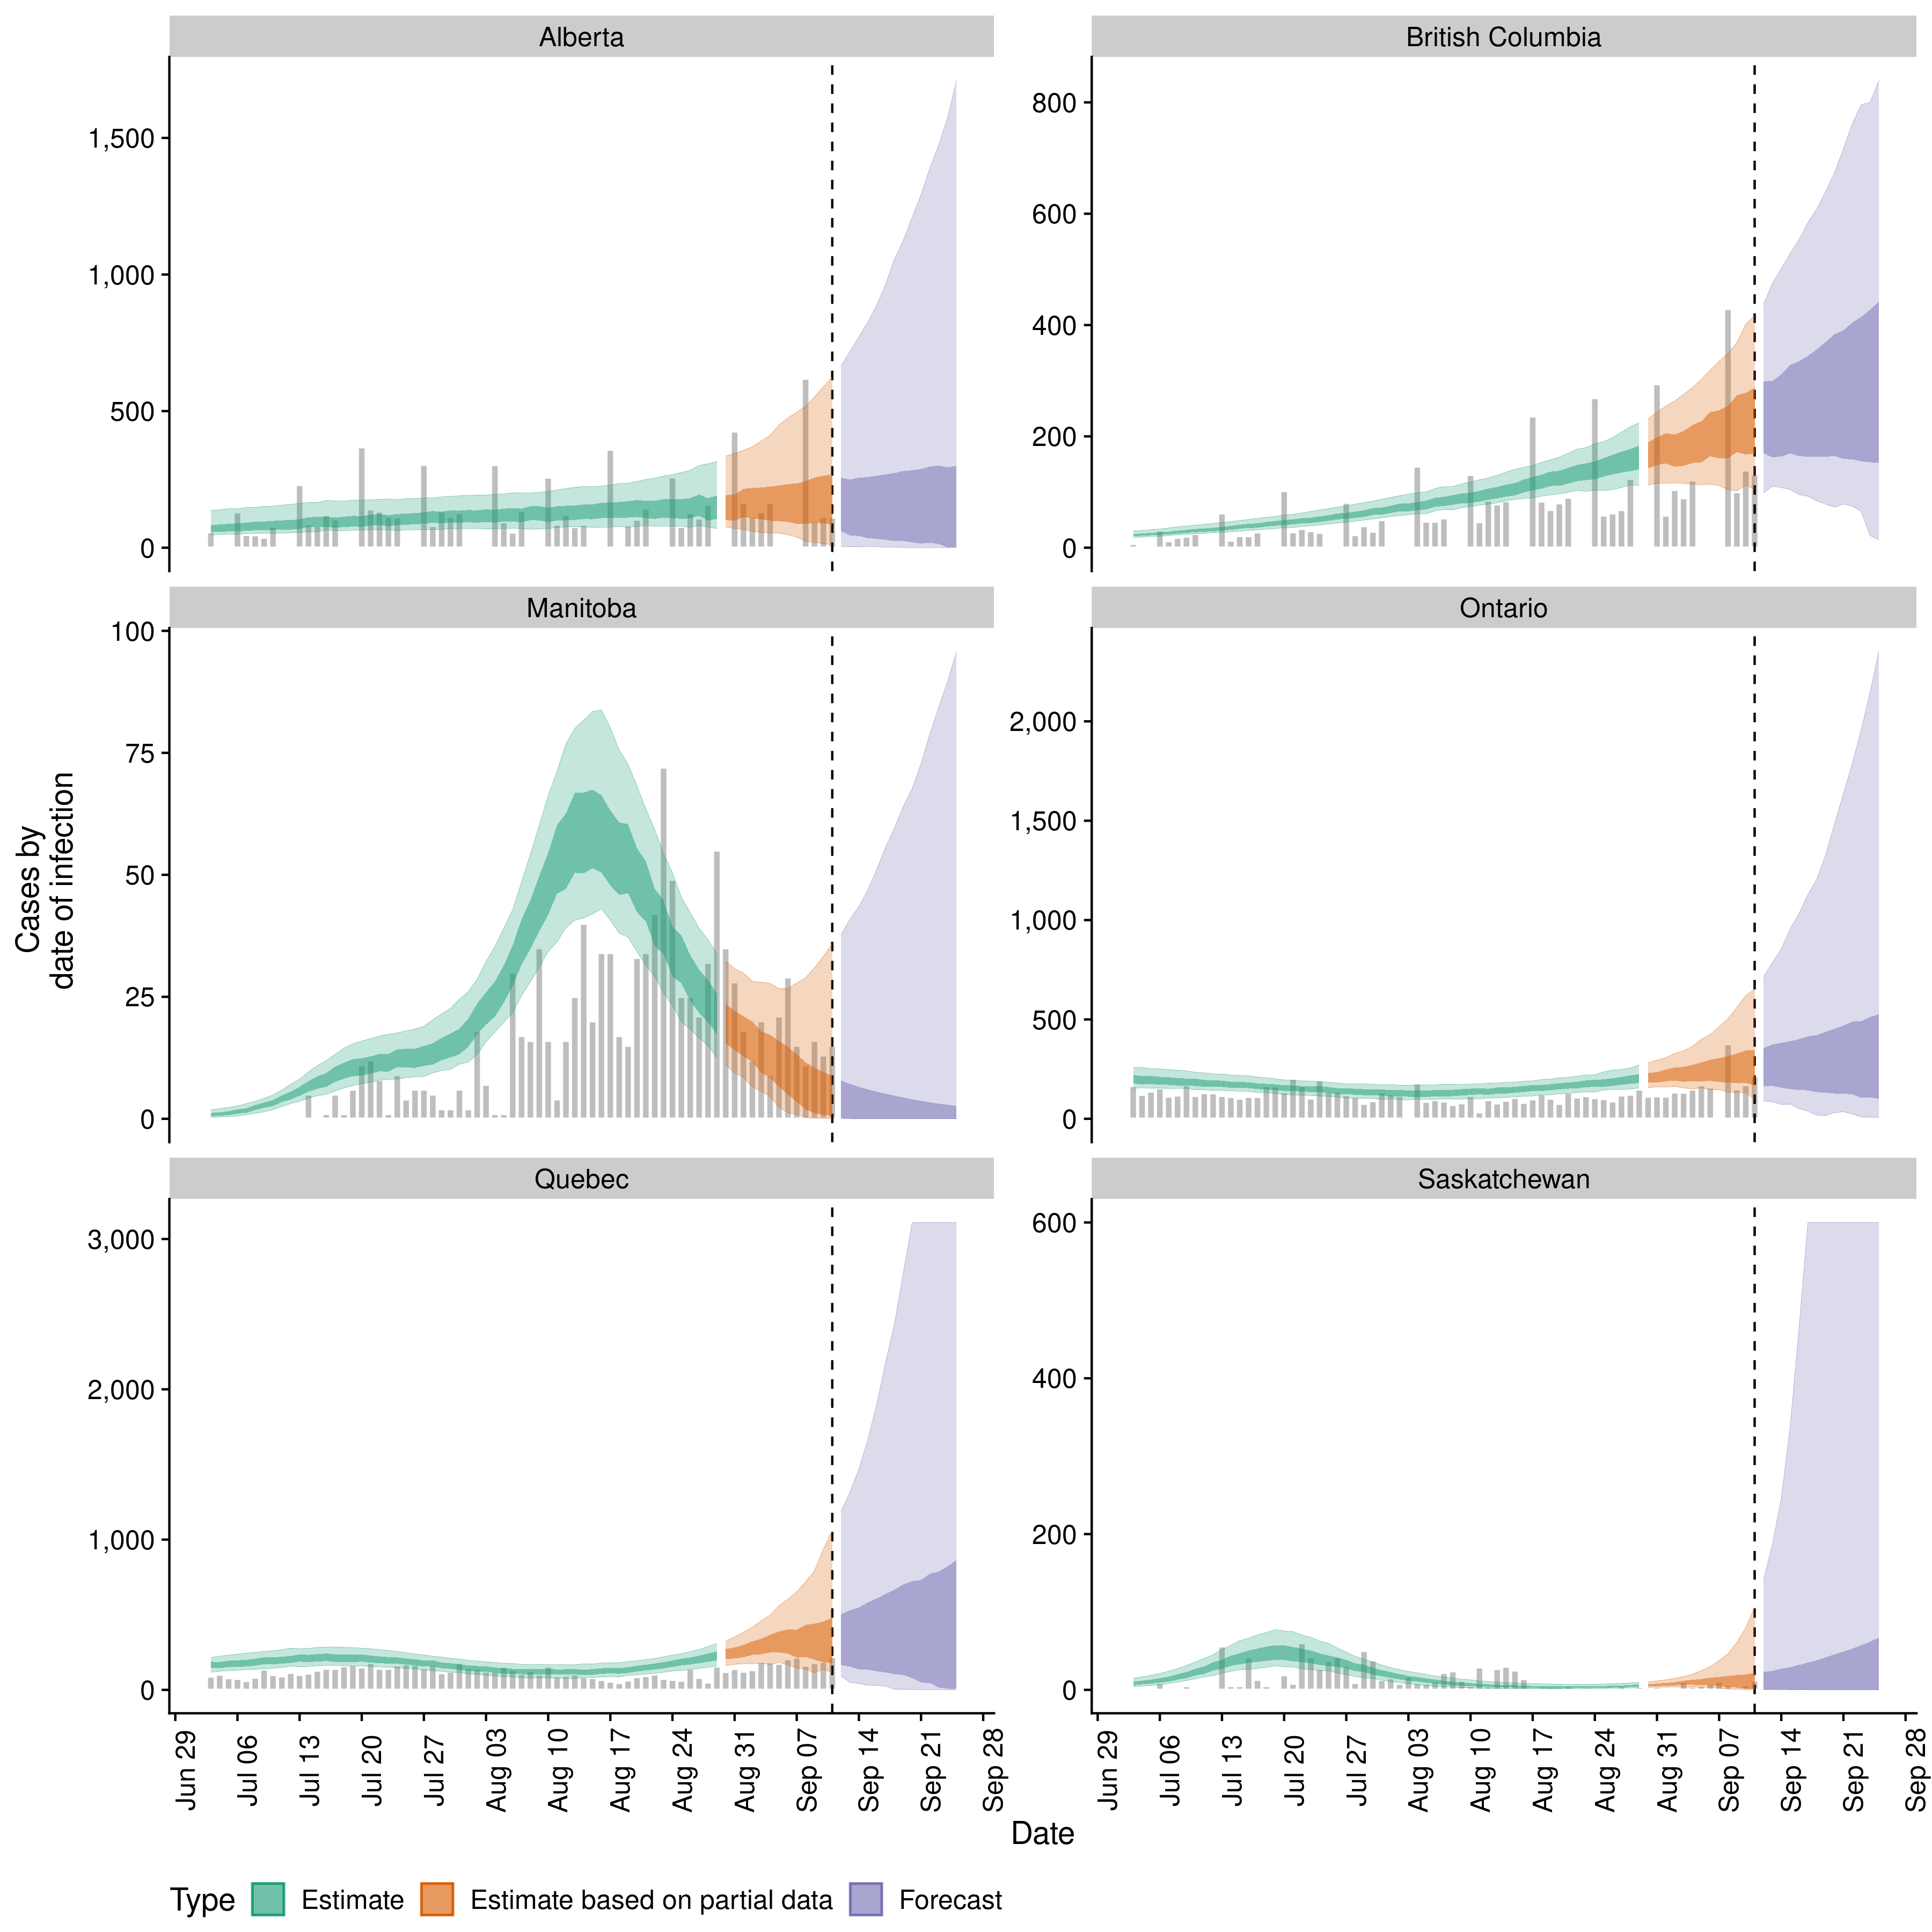 Alberta
British Columbia
1,500
1,000
500
0
800
600
400
200
0
Manitoba
Ontario
100
75
50
25
0
2,000
1,500
1,000
500
0
Cases by
date of infection
Quebec
Saskatchewan
3,000
2,000
1,000
0
600
400
200
0
Jun 29 Jul 06 Jul 13 Jul 20 Jul 27 Aug 03 Aug 10 Aug 17 Aug 24 Aug 31 Sep 07 Sep 14 Sep 21 Sep 28
Jun 29 Jul 06 Jul 13 Jul 20 Jul 27 Aug 03 Aug 10 Aug 17 Aug 24 Aug 31 Sep 07 Sep 14 Sep 21 Sep 28
Date
Type Estimate Estimate based on partial data Forecast